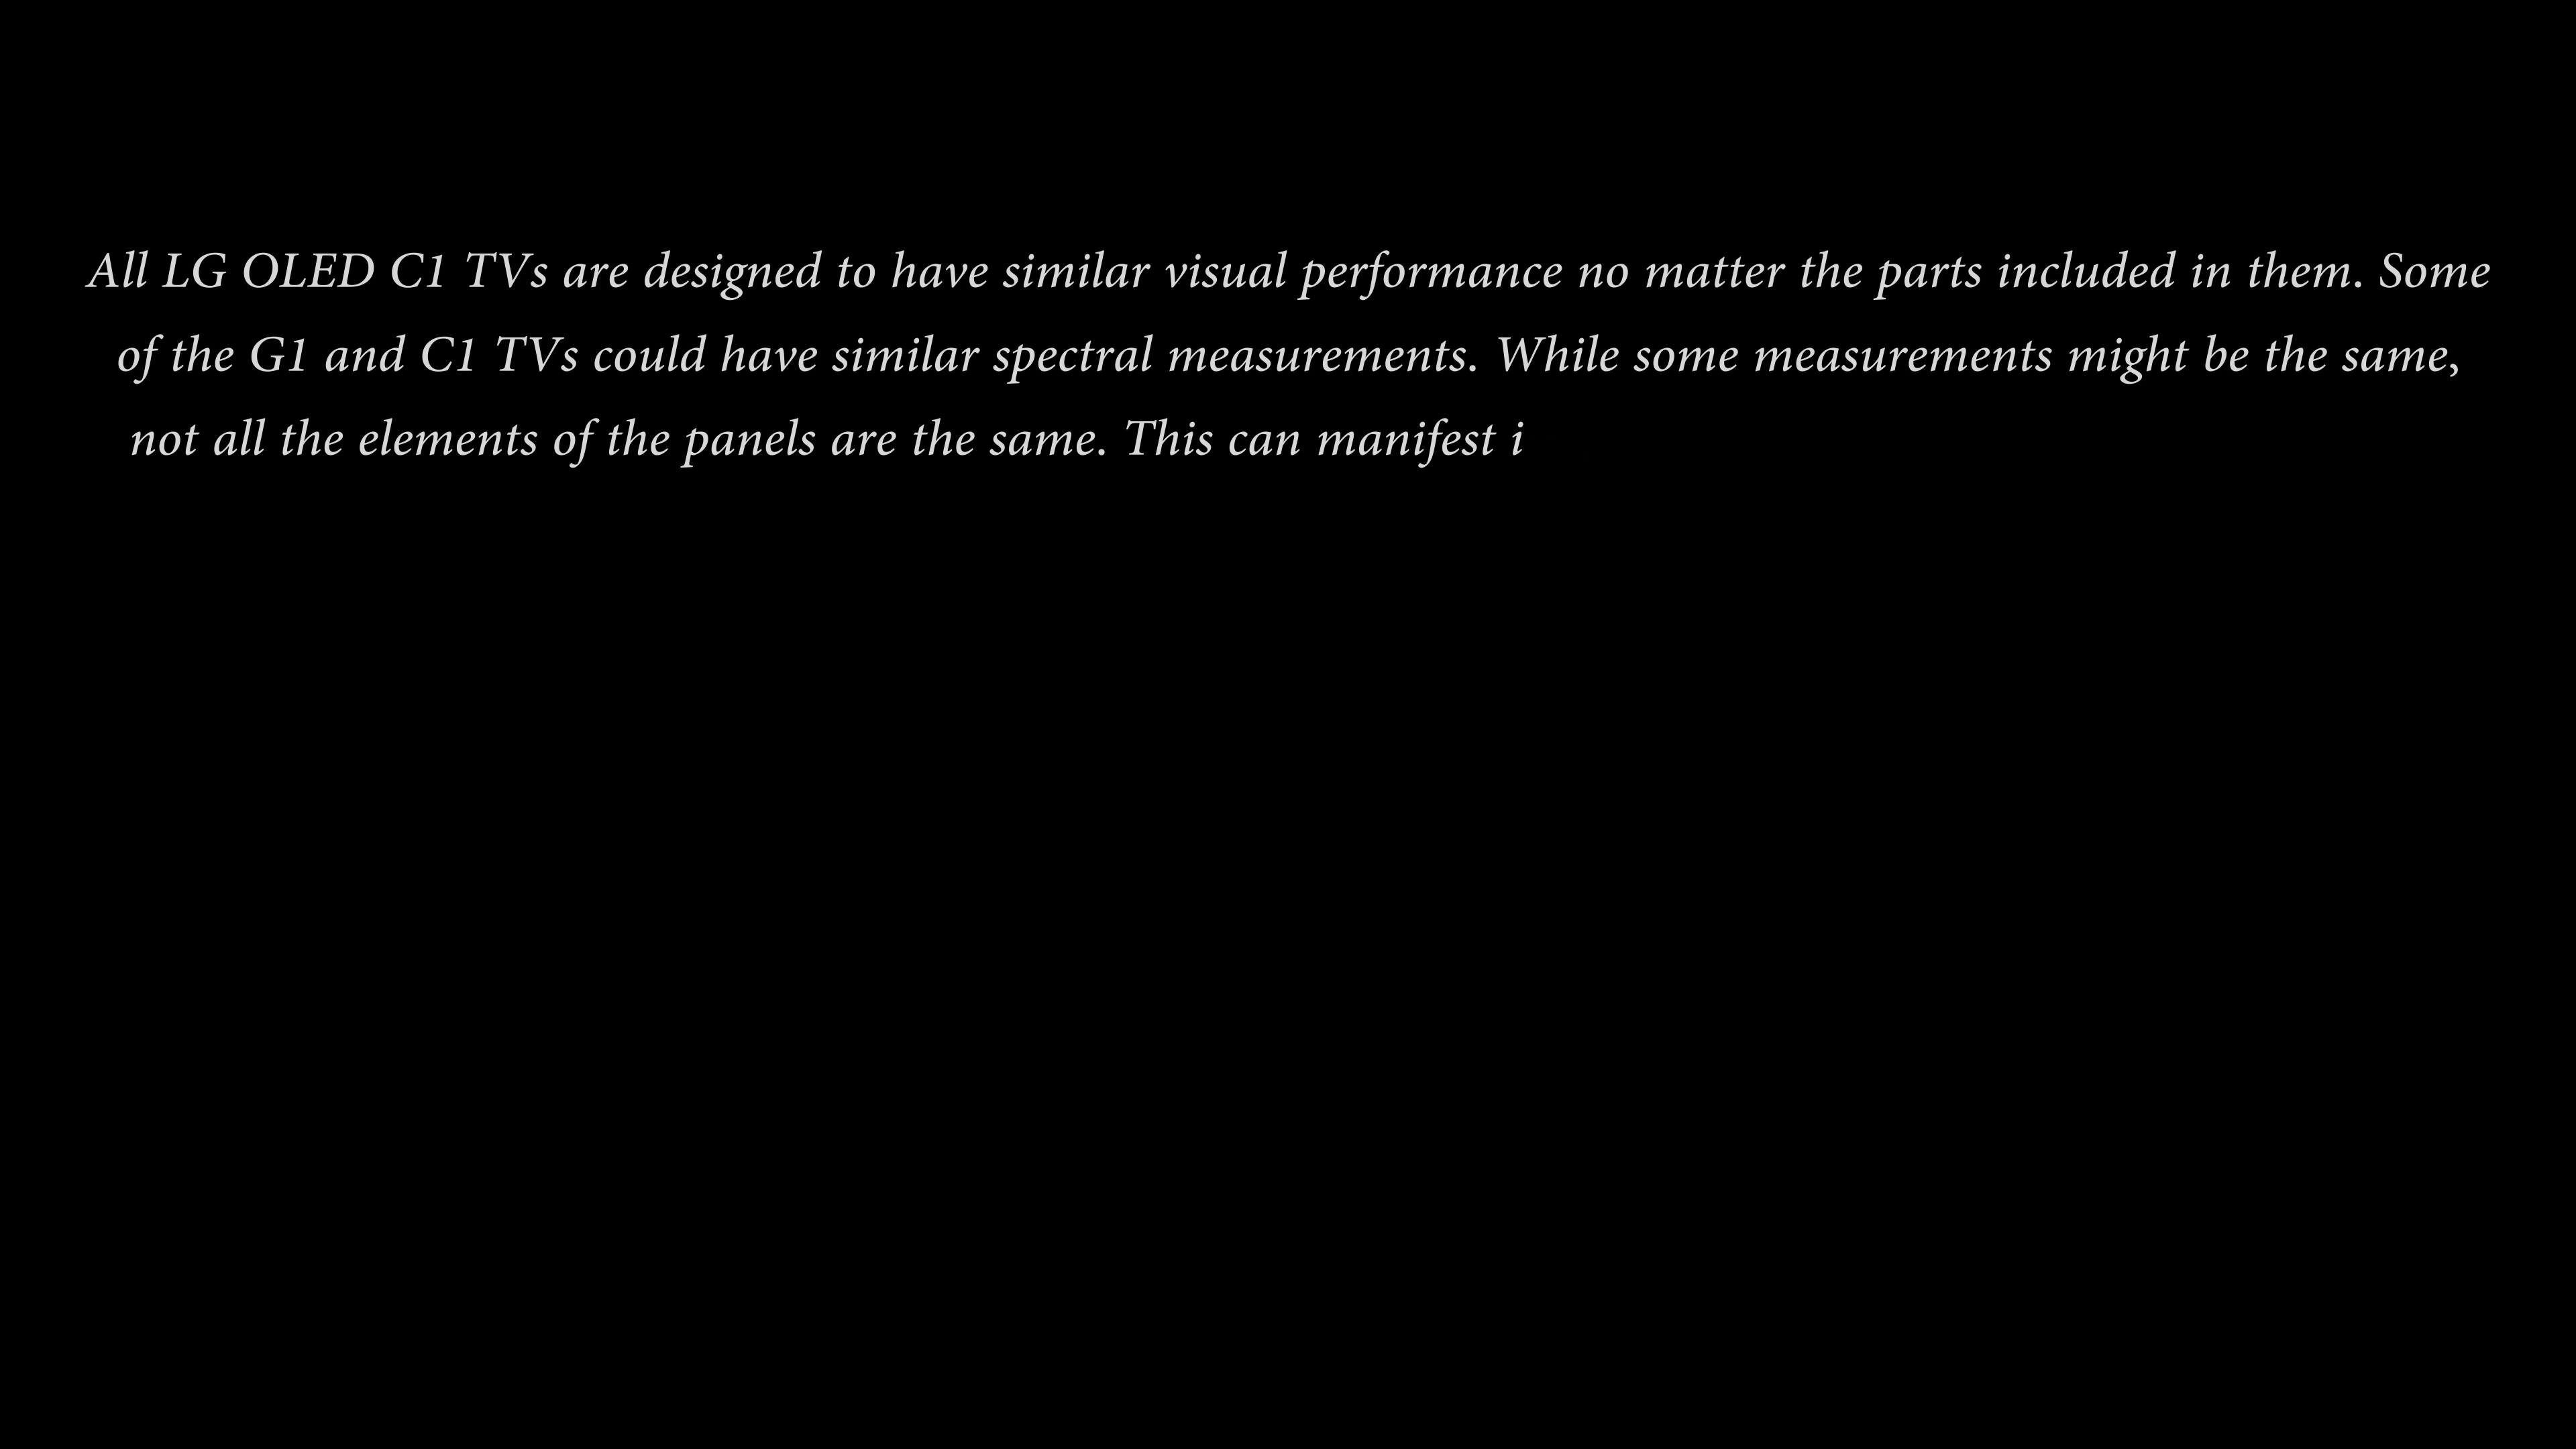 All LG OLED C1 TVs are designed to have similar visual performance no matter the parts included in them. Some
of the G1 and C1 TVs could have similar spectral measurements. While some measurements might be the same,
not all the elements of the panels are the same. This can manifest i